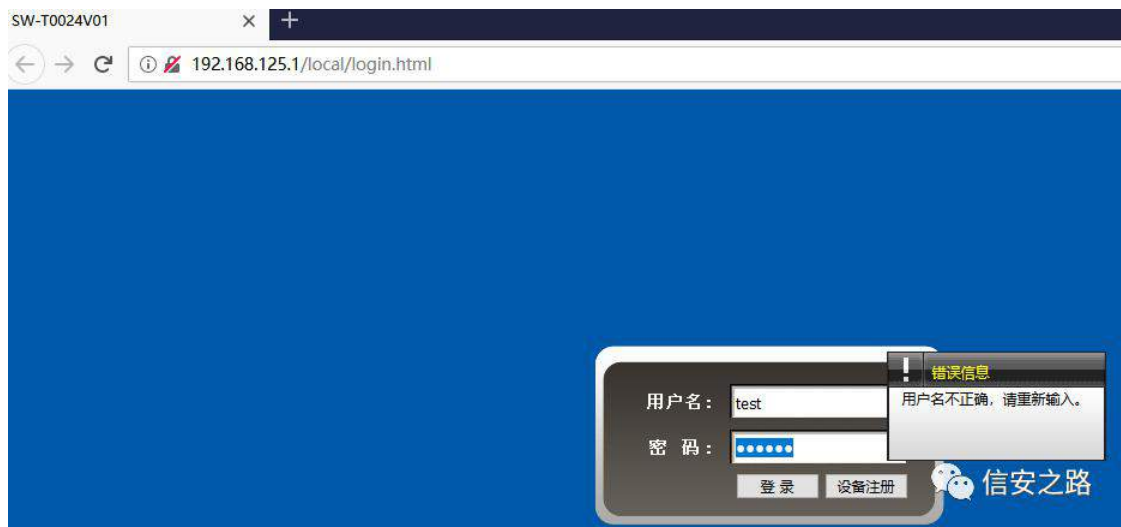 SW-T0024V01
192.168.125.1/local/login.html
错误信息
用户名: test
用户名不正确, 请重新输入。
密 码: ●●●●●●
登 录 设备注册
信安之路